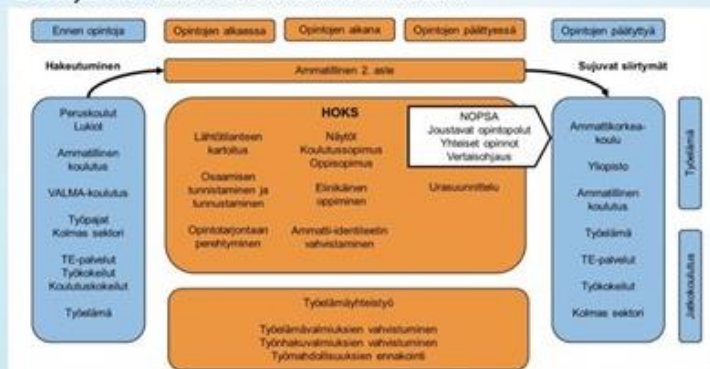 Ennen opintoja
Opintojen alkaessa
Opintojen aikana
Opintojen päättyessä
Opintojen päätyttyä
Hakeutuminen
Ammatillinen 2. aste
Sujuvat siirtymät
Peruskoulut
Lukiot
Ammatillinen
koulutus
VALMA-koulutus
Työpajat
Kolmas sektori
TE-palvelut
Työkokeilut
Koulutuskokeilut
Työelämä
HOKS
Lähtötilanteen
kartoitus
Osaamisen
tunnistaminen ja
tunnustaminen
Opintotarjontaan
perehtyminen
Näytöt
Koulutussopimus
Oppisopimus
Elinikäinen
oppiminen
Ammatti-identiteetin
vahvistaminen
NOPSA
Joustavat opintopolut
Yhteiset opinnot
Vertaisohjaus
Urasuunnittelu
Ammattikorkea-
koulu
Yliopisto
Ammatillinen
koulutus
Työelämä
TE-palvelut
Työkokeilut
Kolmas sektori
Työelämä
Jatkokoulutus
Työelämäyhteistyö
Työelämävalmiuksien vahvistuminen
Työnhakuvalmiuksien vahvistuminen
Työmahdollisuuksien ennakointi